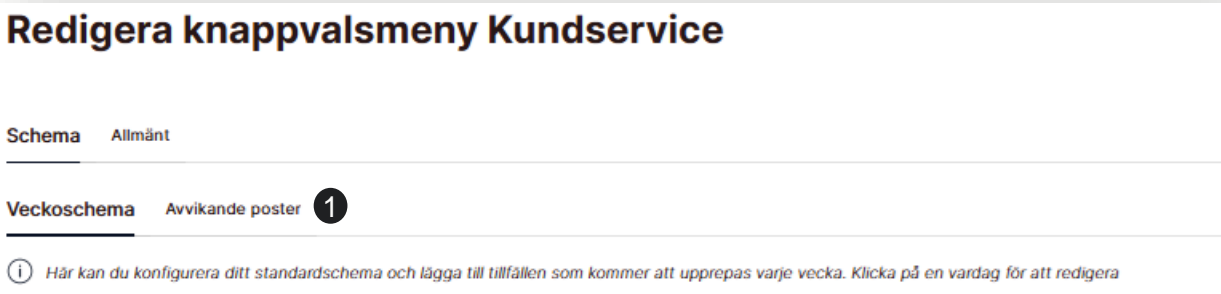 Redigera knappvalsmeny Kundservice
Schema Allmänt
Veckoschema Avvikande poster 1
Här kan du konfigurera ditt standardschema och lägga till tillfällen som kommer att upprepas varje vecka. Klicka på en vardag för att redigera